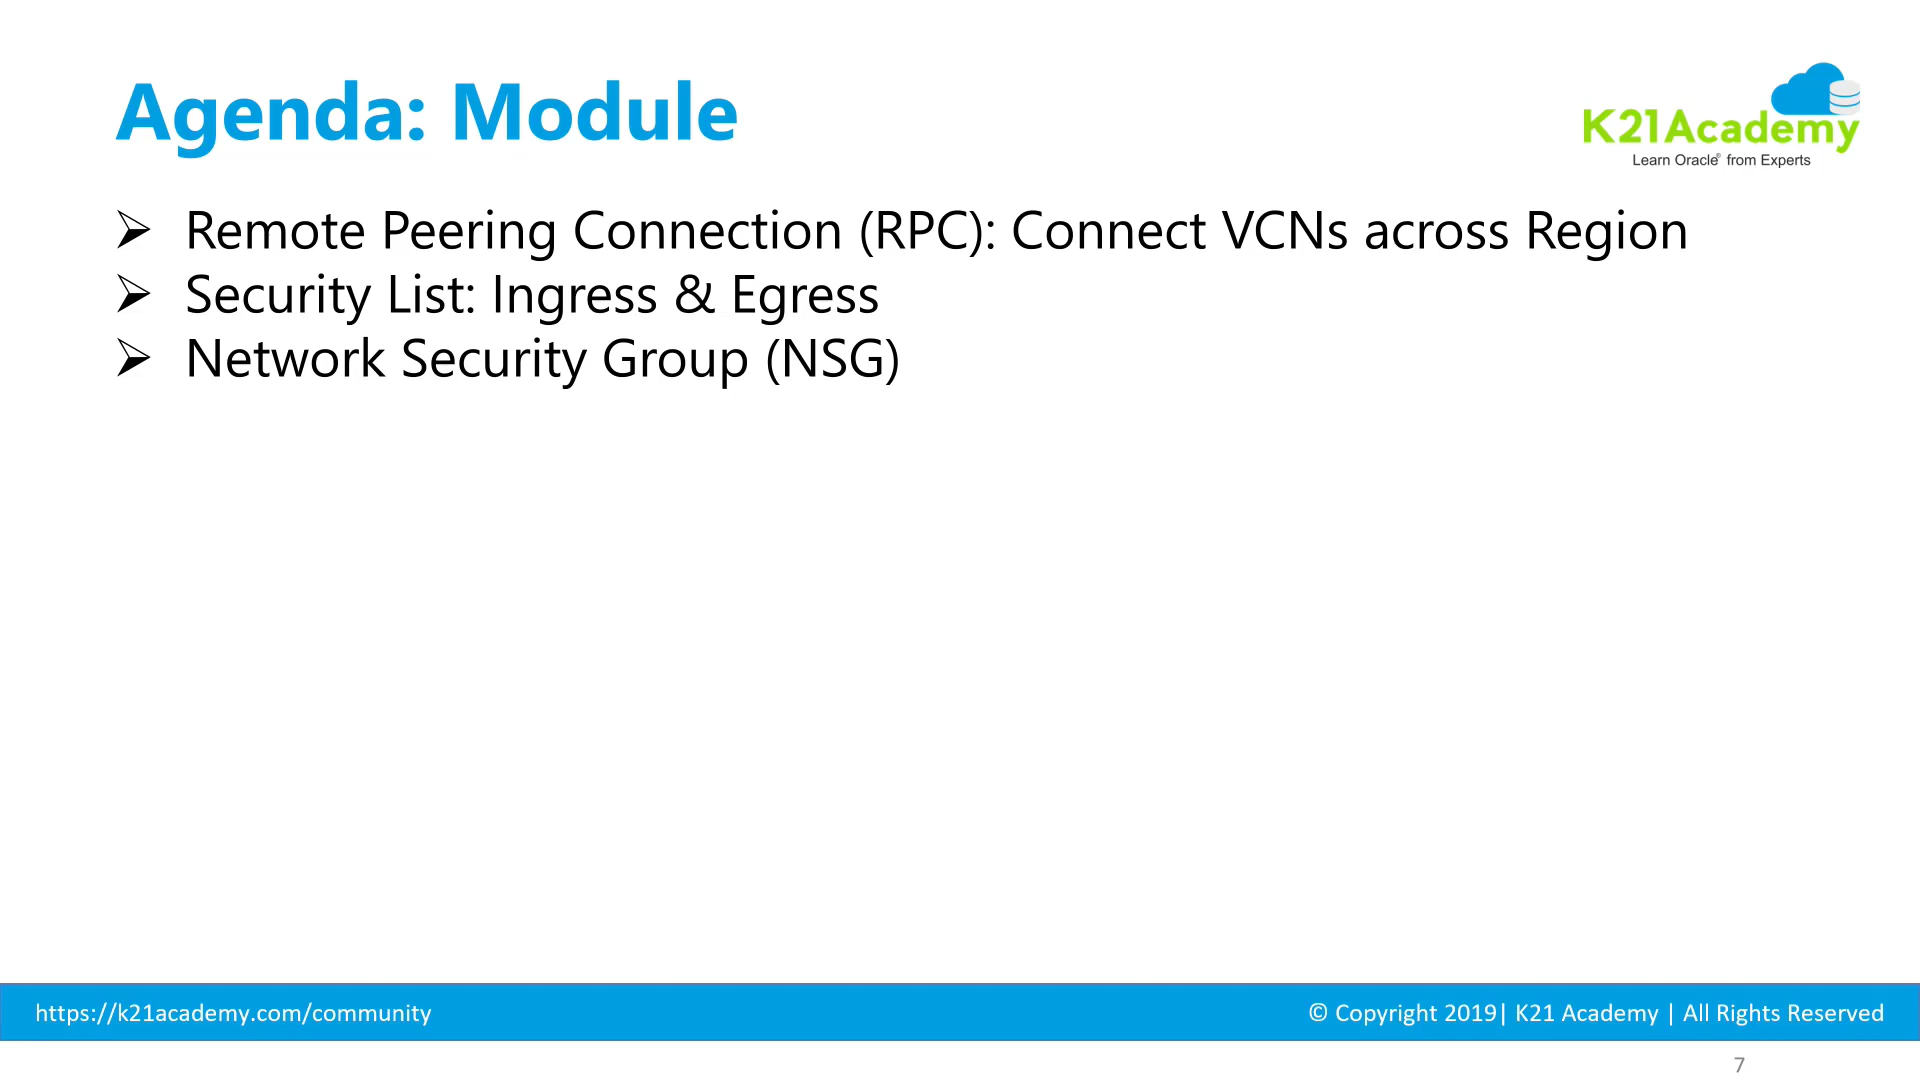 Agenda: Module
K21Academy
Learn Oracle® from Experts
➢ Remote Peering Connection (RPC): Connect VCNs across Region
➢ Security List: Ingress & Egress
➢ Network Security Group (NSG)
https://k21academy.com/community
© Copyright 2019| K21 Academy | All Rights Reserved
7